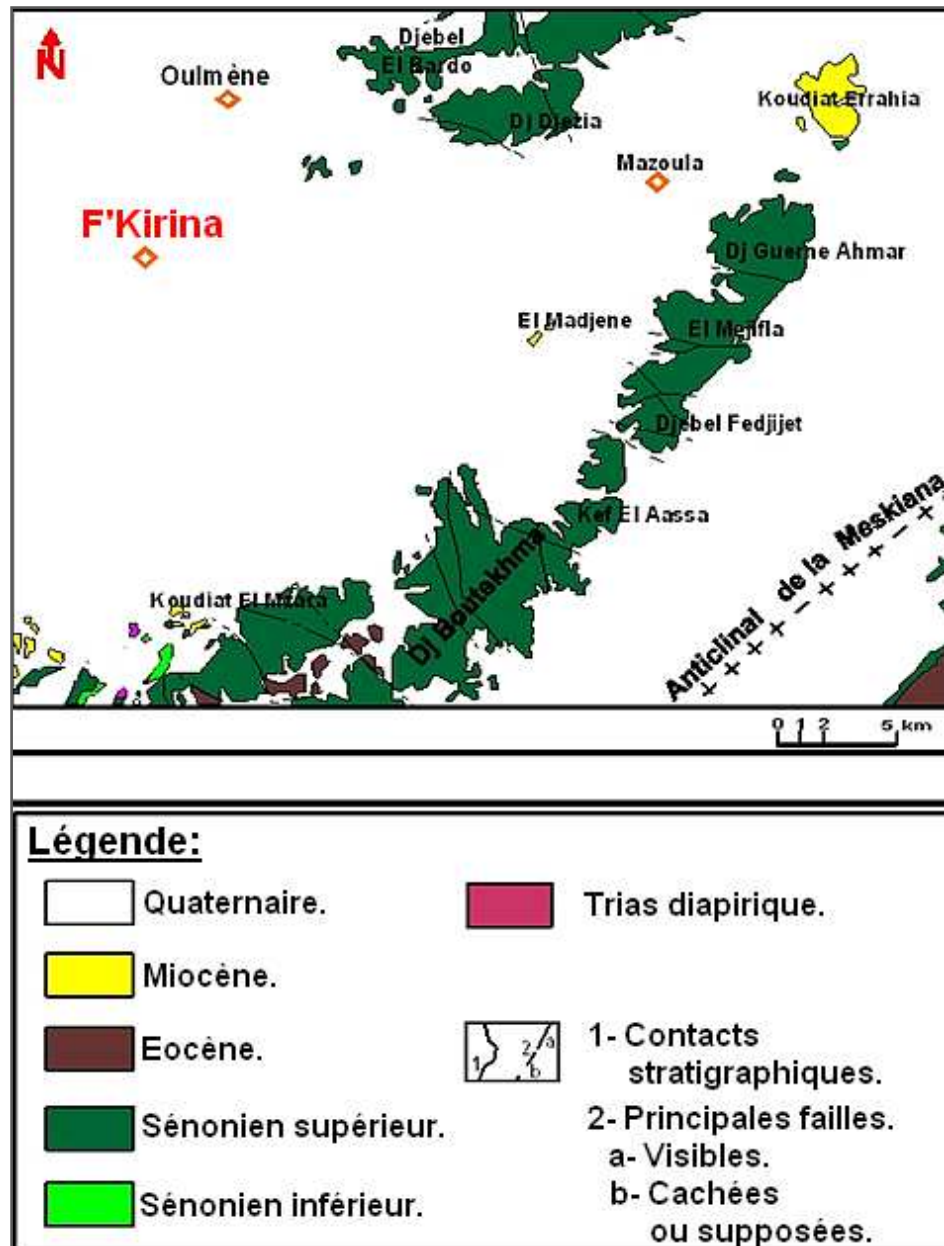 N
Djebel
El Bardo
Oulmène
Koudiat Errahia
Dj Djezia
Mazoula
F'Kirina
Dj Guerne Ahmar
El Madjene
El Mejifla
Djebel Fedjijet
Kef El Aassa
Anticlinal de la Meskiana
Koudiat El Mzara
Dj Boutekhma
0 1 2 5 km
Légende:
Quaternaire.
Trias diapirique.
Miocène.
Eocène.
1 2 a b
1- Contacts
stratigraphiques.
Sénonien supérieur.
2- Principales failles.
a- Visibles.
Sénonien inférieur.
b- Cachées
ou supposées.